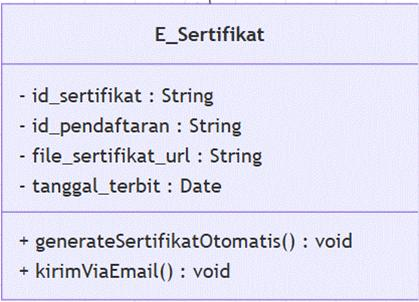 E_Sertifikat
- id_sertifikat : String
- id_pendaftaran : String
- file_sertifikat_url : String
- tanggal_terbit : Date
+ generateSertifikatOtomatis() : void
+ kirimViaEmail() : void